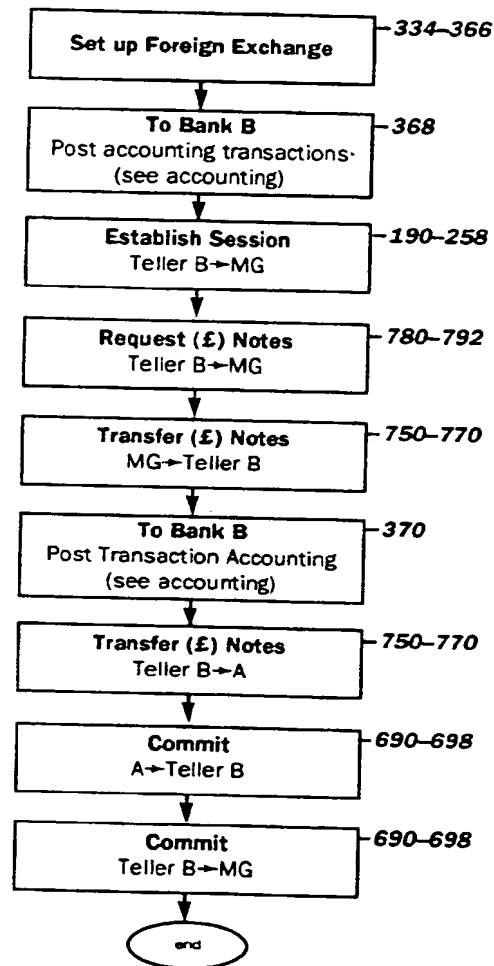 Set up Foreign Exchange
334–366
To Bank B
368
Post accounting transactions·
(see accounting)
Establish Session
190–258
Teller B→MG
Request (£) Notes
780–792
Teller B→MG
Transfer (£) Notes
750–770
MG→Teller B
To Bank B
370
Post Transaction Accounting
(see accounting)
Transfer (£) Notes
750–770
Teller B→A
Commit
690–698
A→Teller B
Commit
690–698
Teller B→MG
end